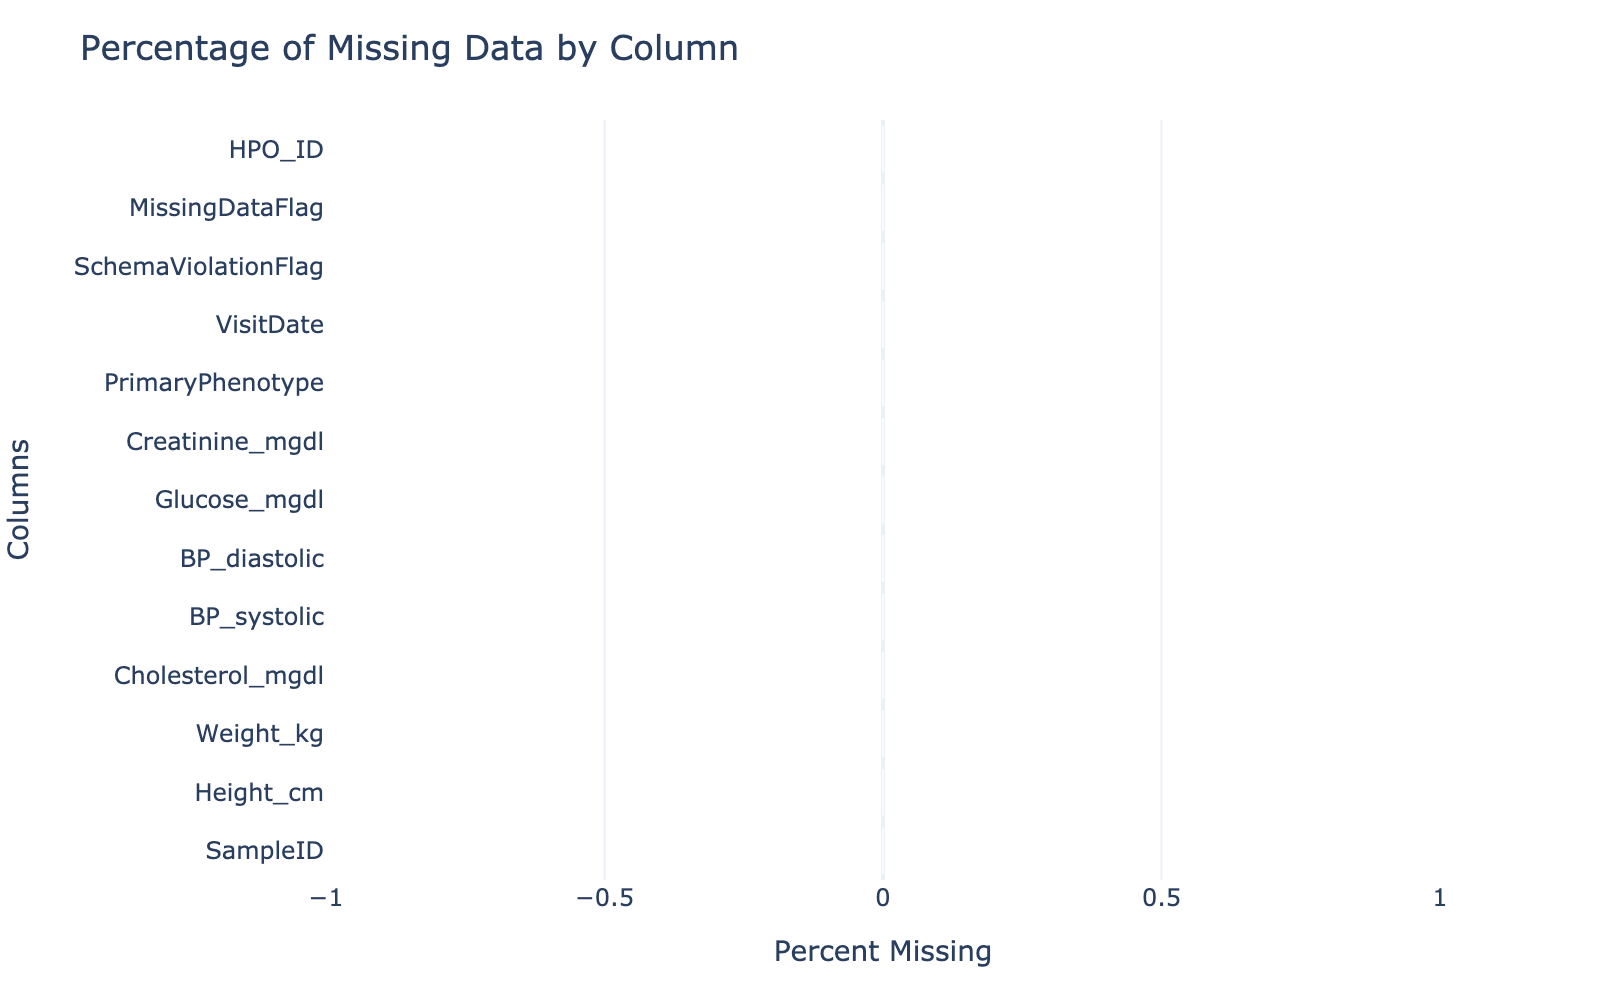 Percentage of Missing Data by Column
HPO_ID
MissingDataFlag
SchemaViolationFlag
VisitDate
PrimaryPhenotype
Creatinine_mgdl
Glucose_mgdl
BP_diastolic
BP_systolic
Cholesterol_mgdl
Weight_kg
Height_cm
SampleID
Columns
−1
−0.5
0
0.5
1
Percent Missing